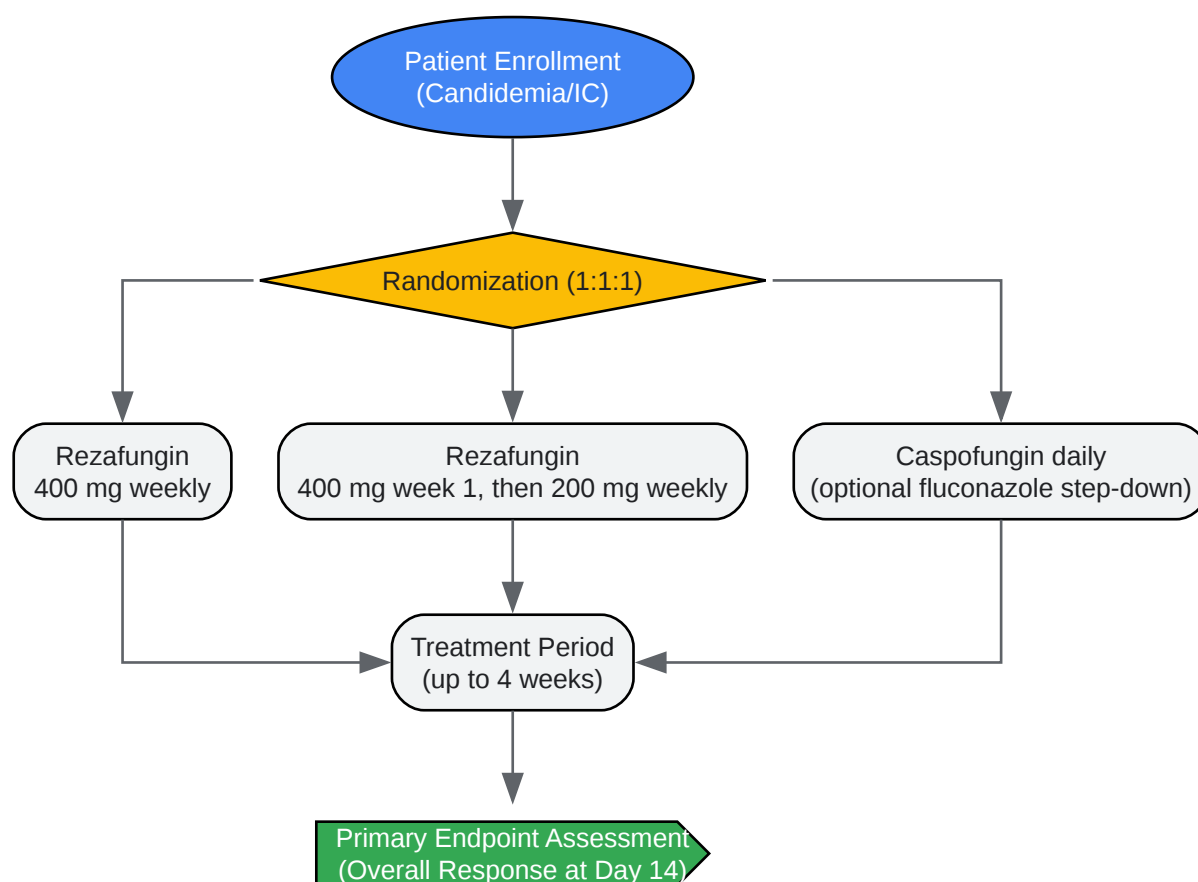 Patient Enrollment
(Candidemia/IC)
Randomization (1:1:1)
Rezafungin
400 mg weekly
Rezafungin
400 mg week 1, then 200 mg weekly
Caspofungin daily
(optional fluconazole step-down)
Treatment Period
(up to 4 weeks)
Primary Endpoint Assessment
(Overall Response at Day 14)